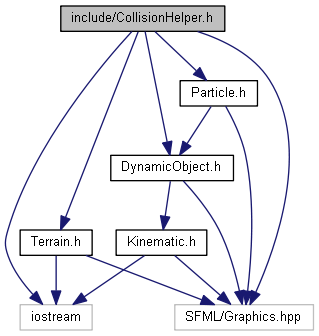 include/CollisionHelper.h
Particle.h
DynamicObject.h
Terrain.h
Kinematic.h
iostream
SFML/Graphics.hpp